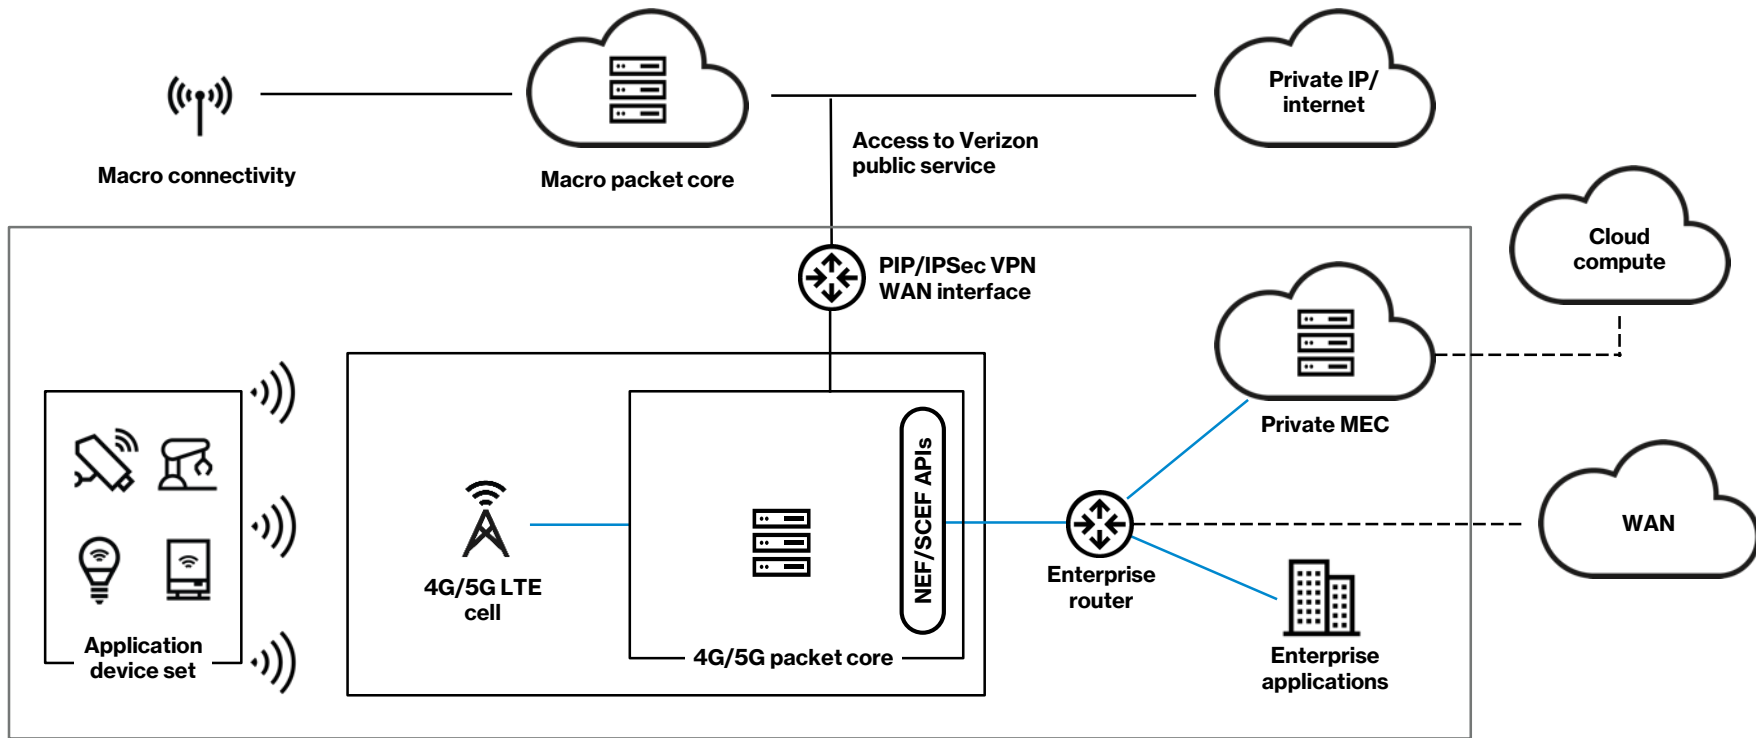 Private IP/
internet
Access to Verizon
public service
Macro connectivity
Macro packet core
Cloud
compute
PIP/IPSec VPN
WAN interface
Private MEC
NEF/SCEF APIs
WAN
4G/5G LTE
cell
Enterprise
router
Application
device set
4G/5G packet core
Enterprise
applications